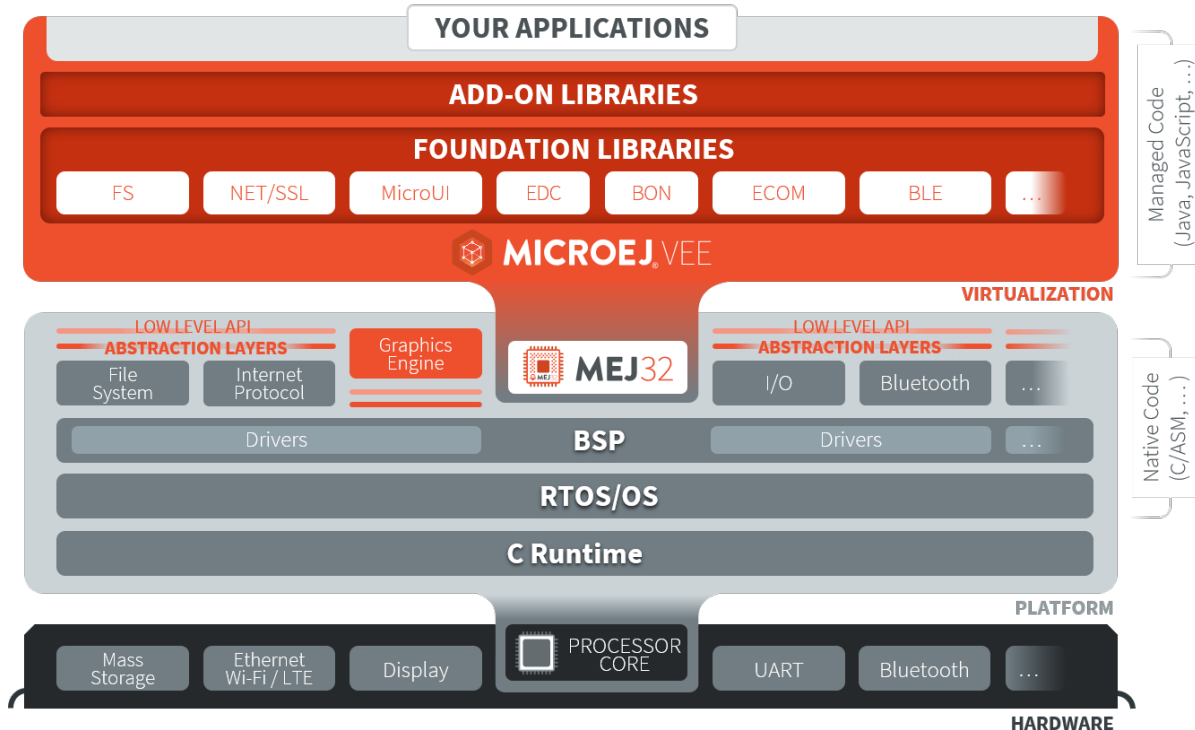 YOUR APPLICATIONS
ADD-ON LIBRARIES
FOUNDATION LIBRARIES
FS
NET/SSL
MicroUI
EDC
BON
ECOM
BLE
...
MICROEJ® VEE
Managed Code
(Java, JavaScript, ...)
VIRTUALIZATION
LOW LEVEL API
ABSTRACTION LAYERS
File
System
Internet
Protocol
Graphics
Engine
MEJ
MEJ32
LOW LEVEL API
ABSTRACTION LAYERS
I/O
Bluetooth
...
Drivers
BSP
Drivers
...
RTOS/OS
C Runtime
Native Code
(C/ASM, ...)
PLATFORM
Mass
Storage
Ethernet
Wi-Fi / LTE
Display
PROCESSOR
CORE
UART
Bluetooth
...
HARDWARE